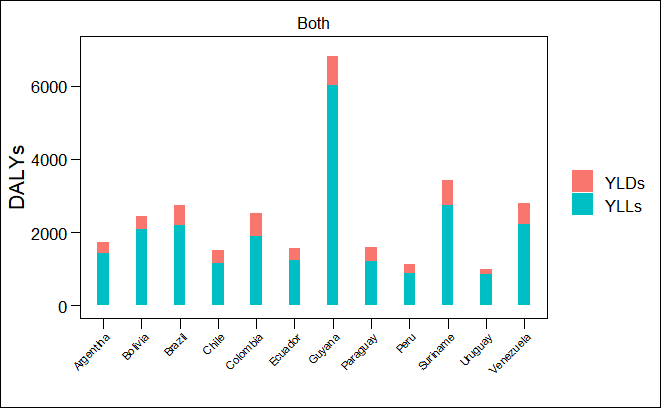 Both
DALYs
6000
4000
2000
0
Argentina
Bolivia
Brazil
Chile
Colombia
Ecuador
Guyana
Paraguay
Peru
Suriname
Uruguay
Venezuela
YLDs
YLLs